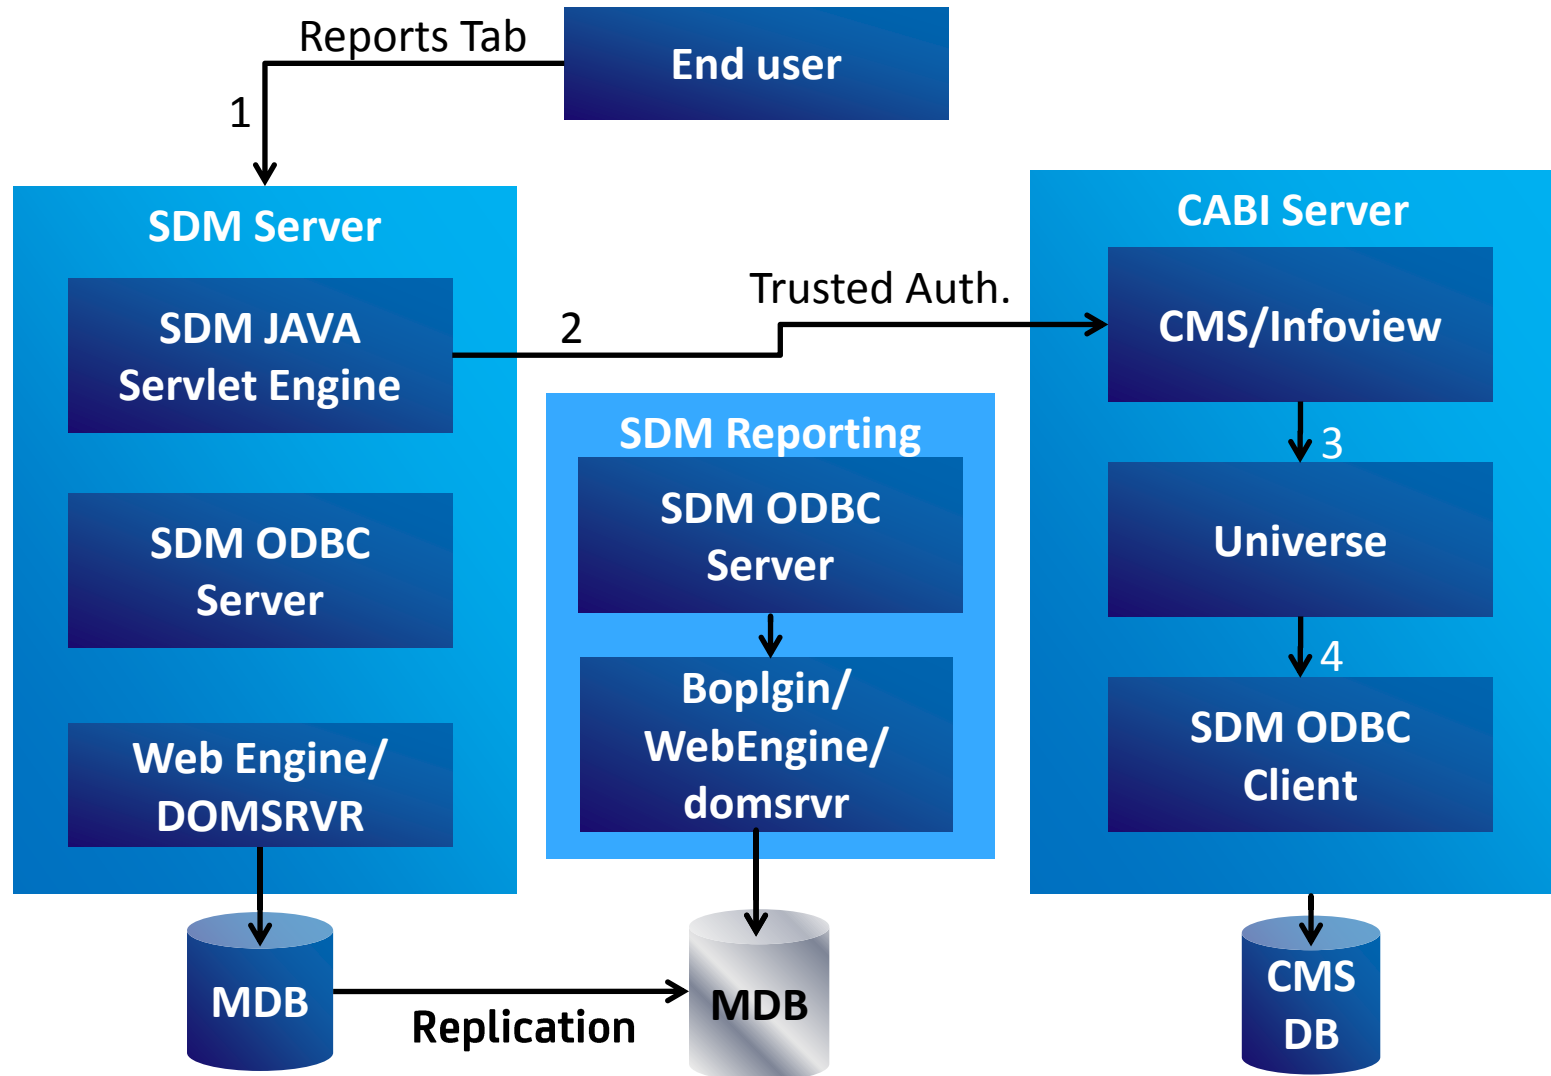 Reports Tab
End user
1
SDM Server
SDM JAVA
Servlet Engine
SDM ODBC
Server
Web Engine/
DOMSRVR
MDB
2
Trusted Auth.
SDM Reporting
SDM ODBC
Server
Boplgin/
WebEngine/
domsrvr
Replication
MDB
CABI Server
CMS/Infoview
3
Universe
4
SDM ODBC
Client
CMS
DB